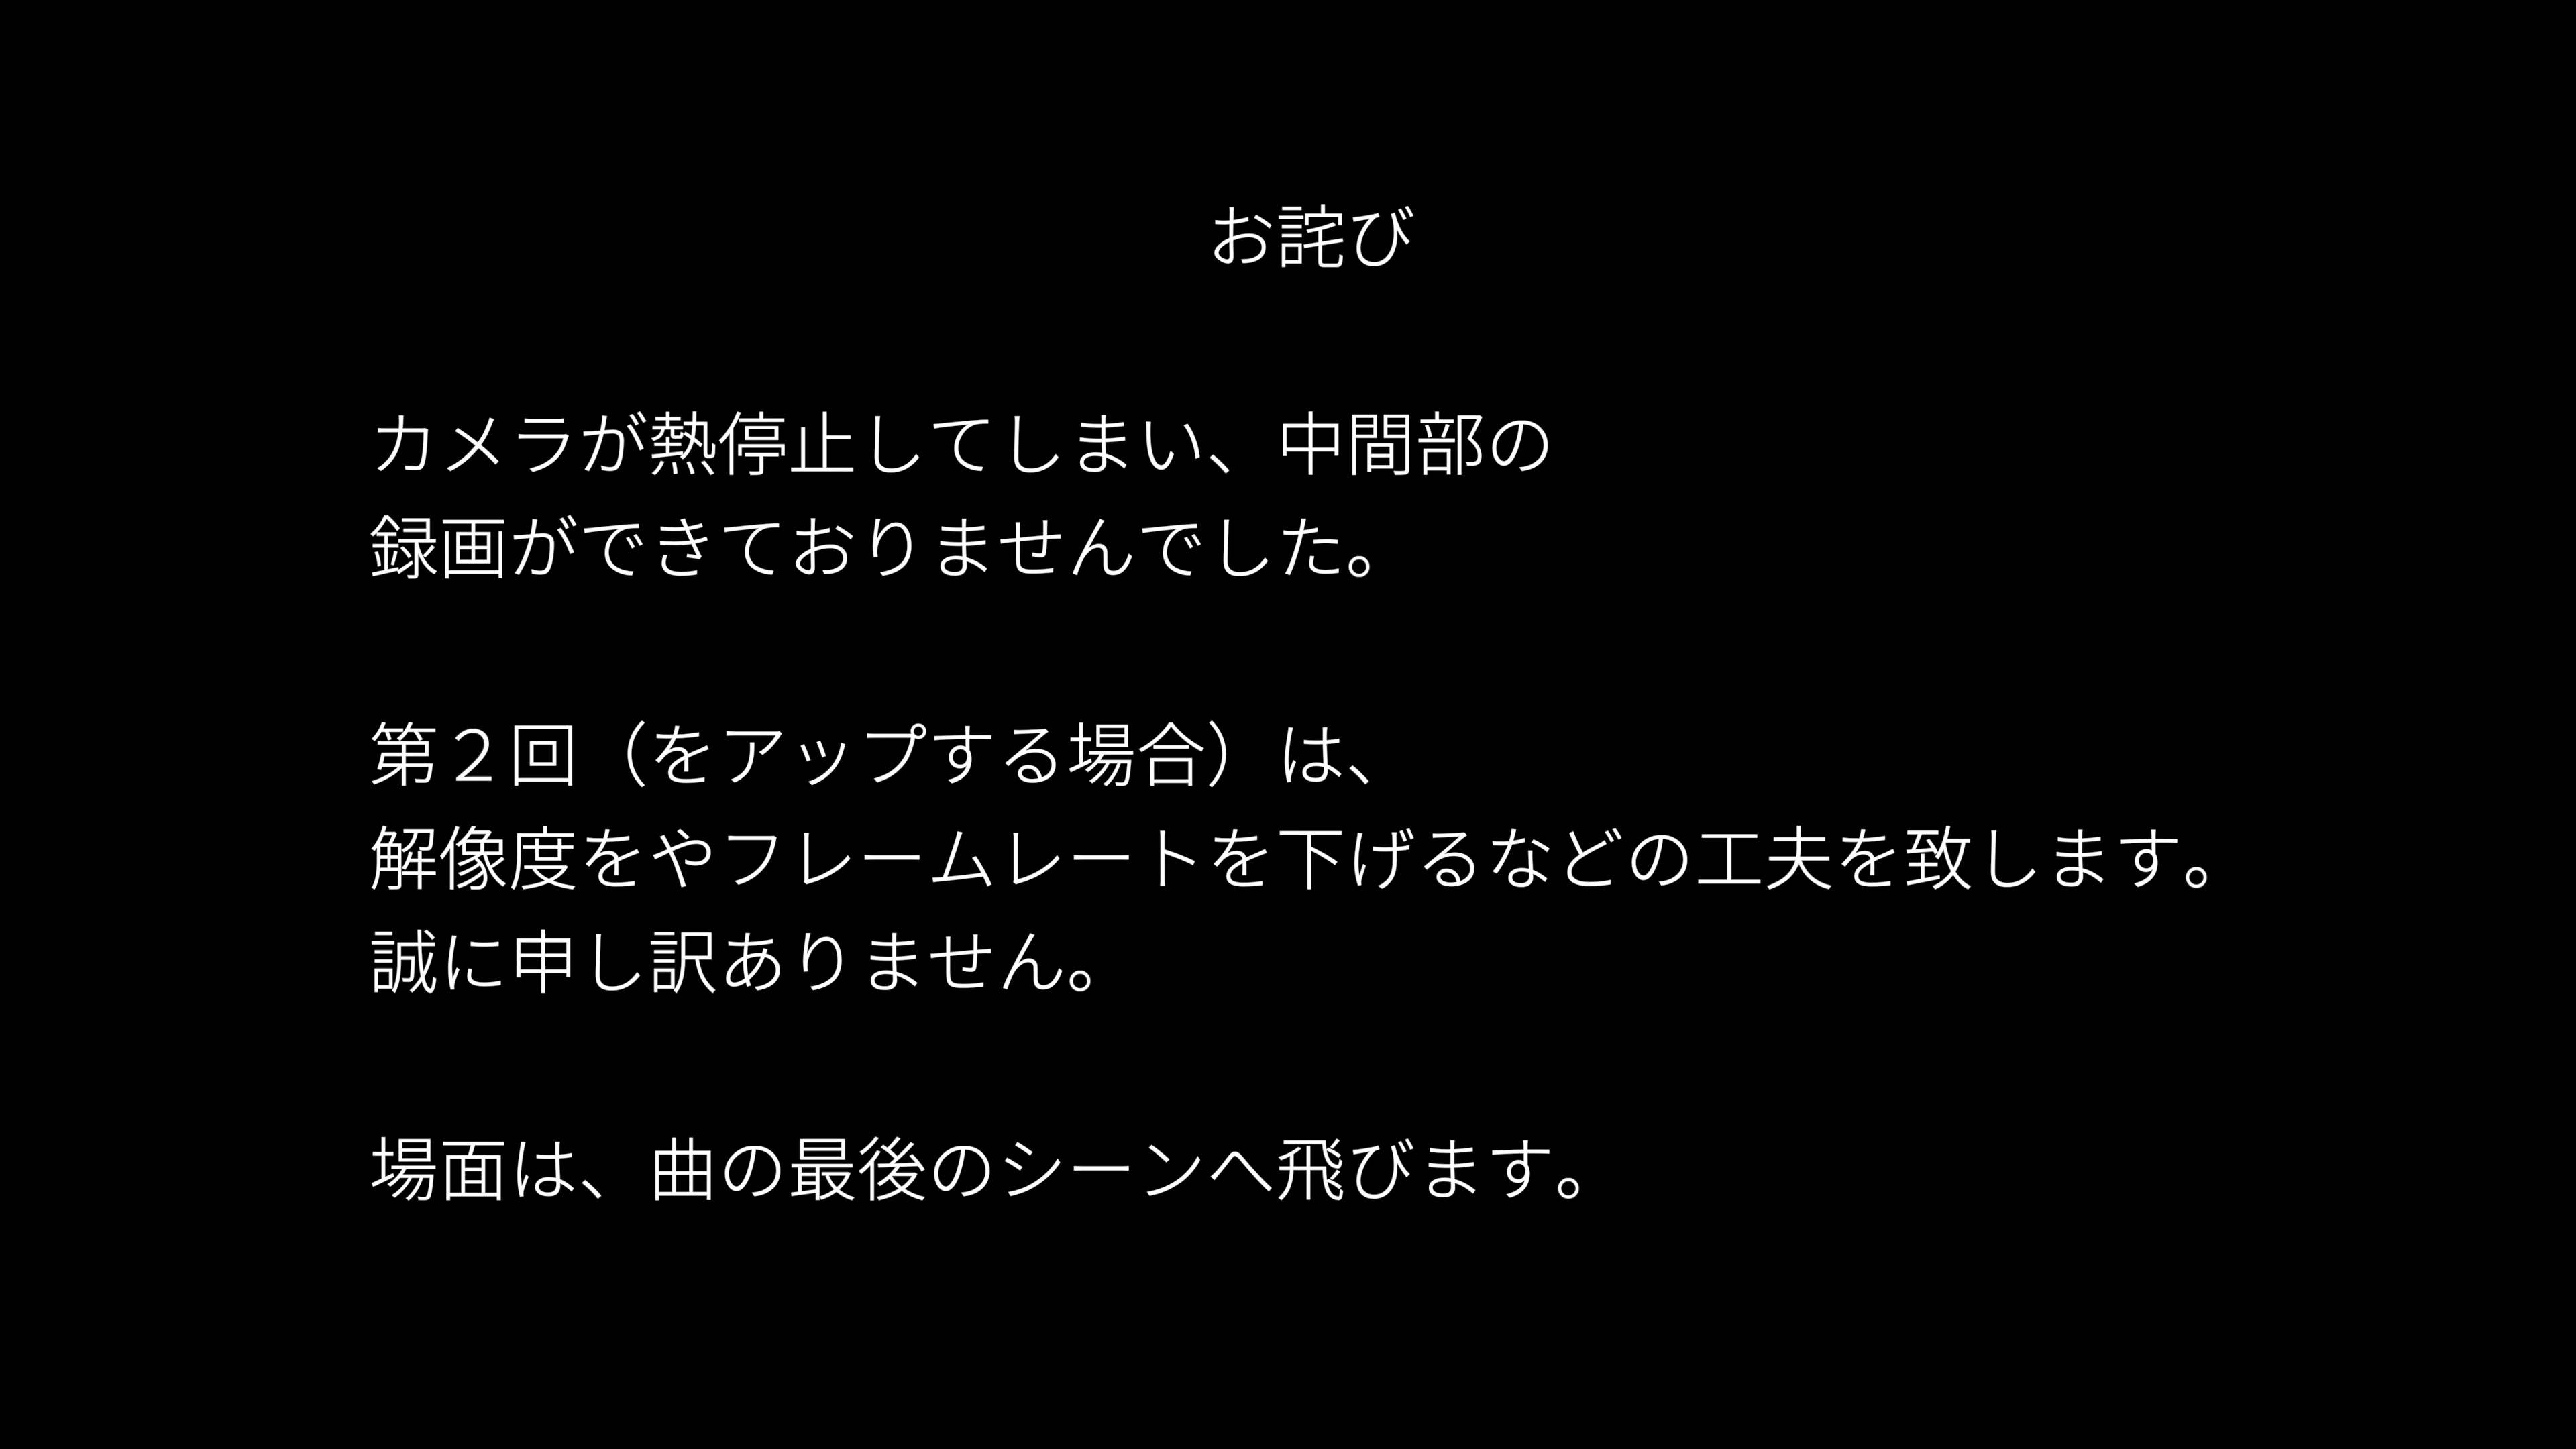 お詫び
カメラが熱停止してしまい、中間部の
録画ができておりませんでした。
第２回（をアップする場合）は、
解像度をやフレームレートを下げるなどの工夫を致します。
誠に申し訳ありません。
場面は、曲の最後のシーンへ飛びます。